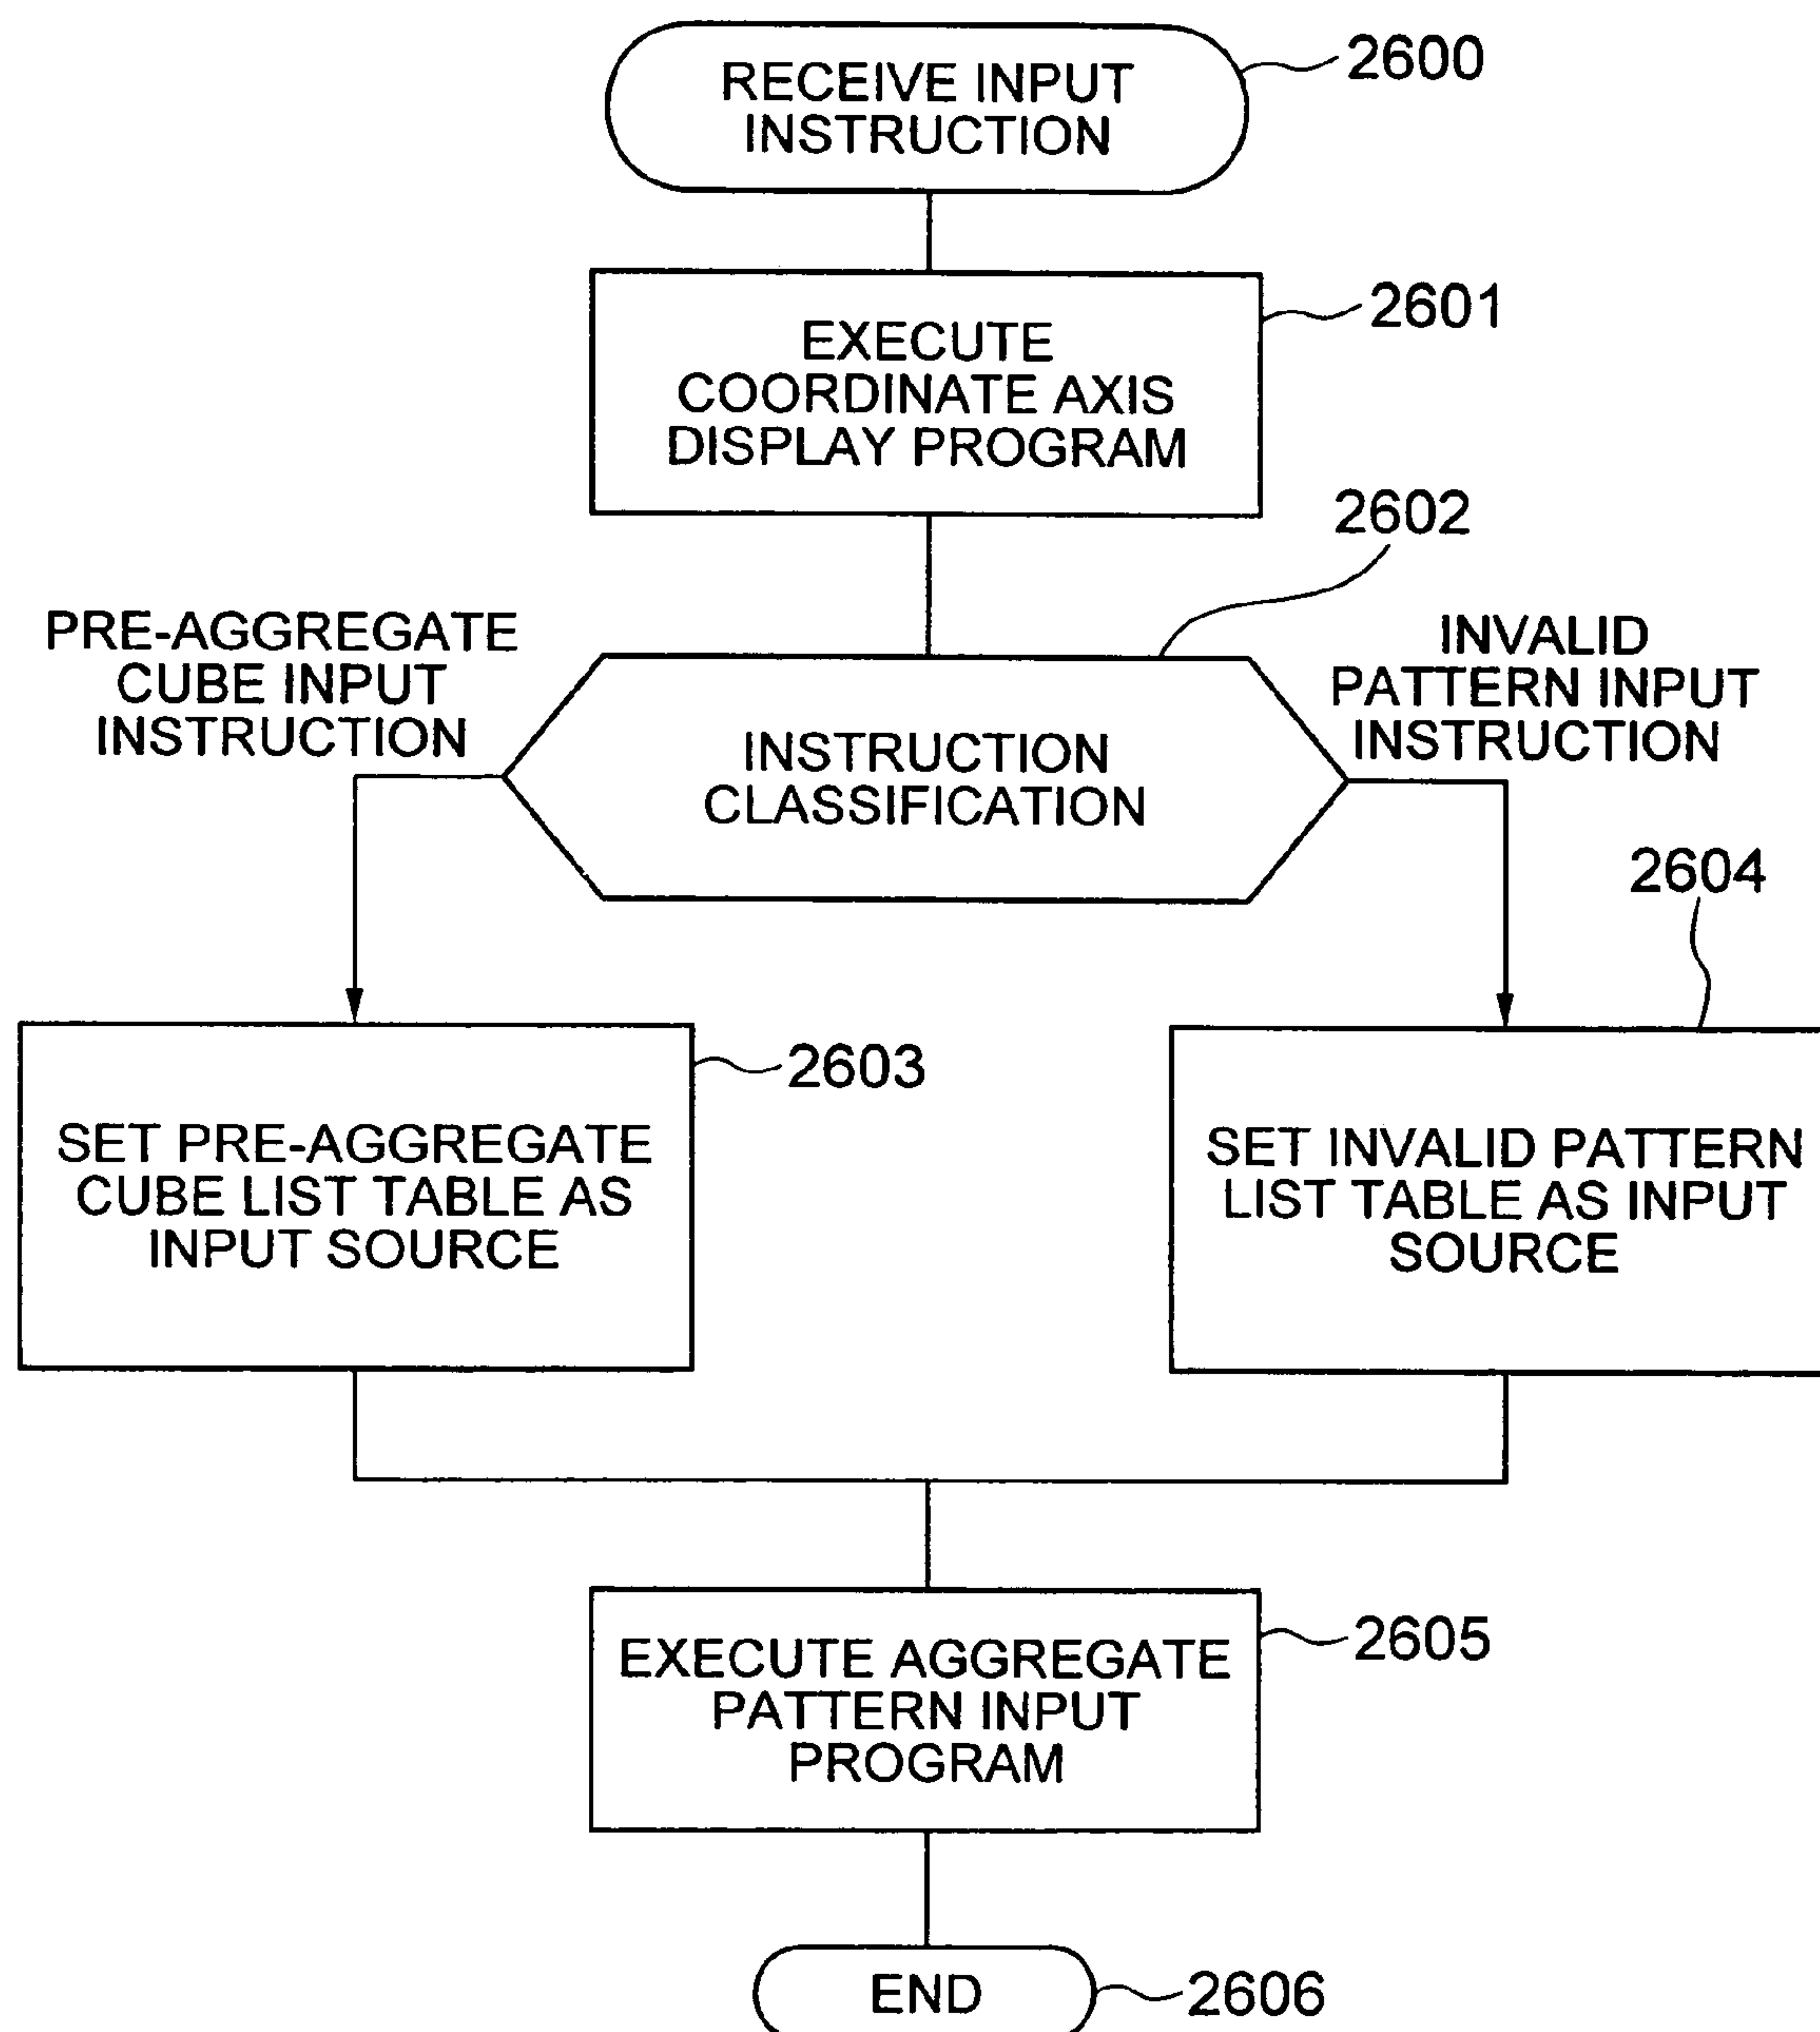 RECEIVE INPUT
INSTRUCTION
2600
EXECUTE
COORDINATE AXIS
DISPLAY PROGRAM
2601
2602
PRE-AGGREGATE
CUBE INPUT
INSTRUCTION
INSTRUCTION
CLASSIFICATION
INVALID
PATTERN INPUT
INSTRUCTION
2604
2603
SET PRE-AGGREGATE
CUBE LIST TABLE AS
INPUT SOURCE
SET INVALID PATTERN
LIST TABLE AS INPUT
SOURCE
EXECUTE AGGREGATE
PATTERN INPUT
PROGRAM
2605
END
2606